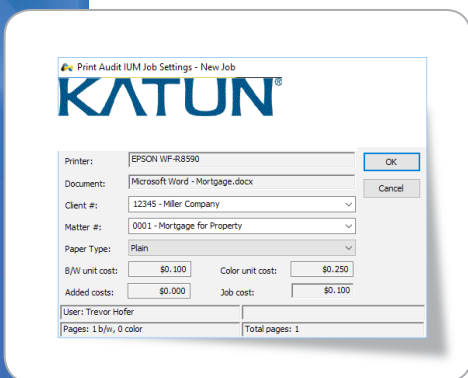 Print Audit IUM Job Settings - New Job
KATUN®
Printer: EPSON WF-R8590 OK
Document: Microsoft Word - Mortgage.docx Cancel
Client #: 12345 - Miller Company
Matter #: 0001 - Mortgage for Property
Paper Type: Plain
B/W unit cost: $0.100 Color unit cost: $0.250
Added costs: $0.000 Job cost: $0.100
User: Trevor Hofer
Pages: 1 b/w, 0 color Total pages: 1